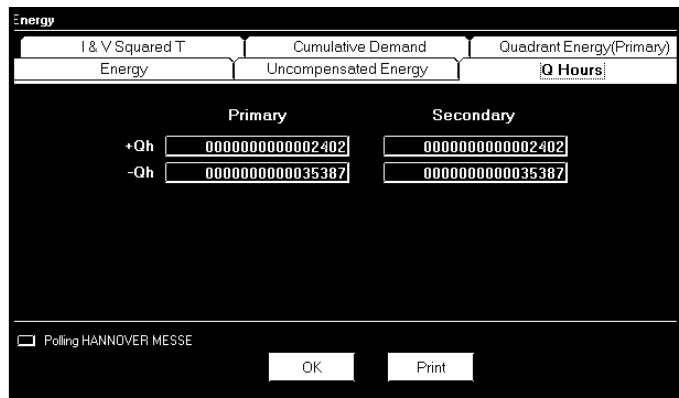 Energy
I & V Squared T Cumulative Demand Quadrant Energy(Primary)
Energy Uncompensated Energy Q Hours
Primary Secondary
+Qh 0000000000002402 0000000000002402
-Qh 0000000000035387 0000000000035387
Polling HANNOVER MESSE
OK Print